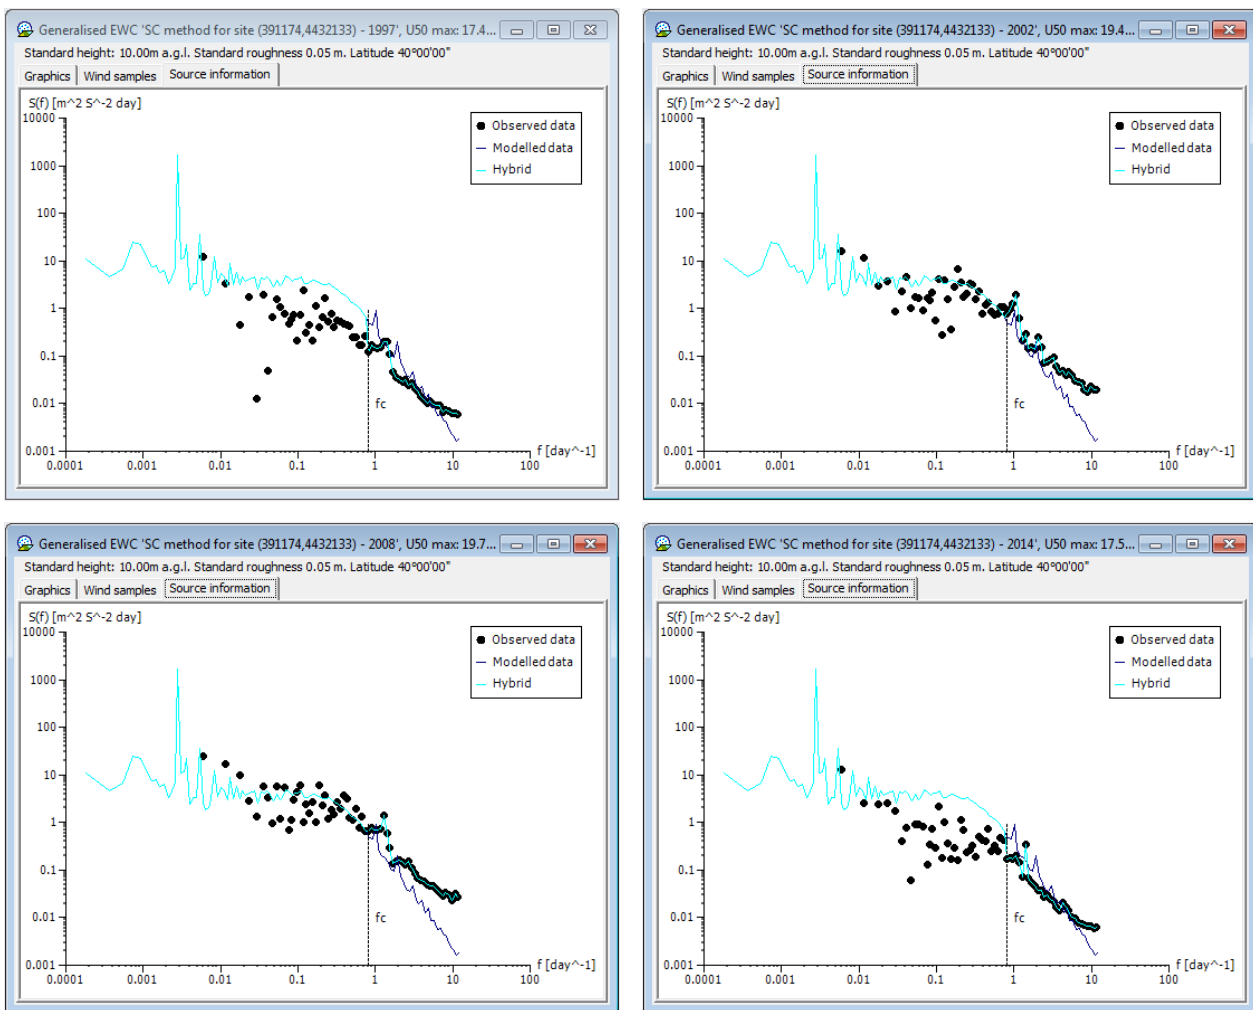 Generalised EWC 'SC method for site (391174,4432133) - 1997', U50 max: 17.4...
Standard height: 10.00m a.g.l. Standard roughness 0.05 m. Latitude 40º00'00"
Graphics Wind samples Source information
S(f) [m^2 S^-2 day]
10000
1000
100
10
1
0.1
0.01
0.001
Observed data
Modelled data
Hybrid
fc
f [day^-1]
0.0001 0.001 0.01 0.1 1 10 100
Generalised EWC 'SC method for site (391174,4432133) - 2002', U50 max: 19.4...
Standard height: 10.00m a.g.l. Standard roughness 0.05 m. Latitude 40º00'00"
Graphics Wind samples Source information
S(f) [m^2 S^-2 day]
10000
1000
100
10
1
0.1
0.01
0.001
Observed data
Modelled data
Hybrid
fc
f [day^-1]
0.0001 0.001 0.01 0.1 1 10 100
Generalised EWC 'SC method for site (391174,4432133) - 2008', U50 max: 19.7...
Standard height: 10.00m a.g.l. Standard roughness 0.05 m. Latitude 40º00'00"
Graphics Wind samples Source information
S(f) [m^2 S^-2 day]
10000
1000
100
10
1
0.1
0.01
0.001
Observed data
Modelled data
Hybrid
fc
f [day^-1]
0.0001 0.001 0.01 0.1 1 10 100
Generalised EWC 'SC method for site (391174,4432133) - 2014', U50 max: 17.5...
Standard height: 10.00m a.g.l. Standard roughness 0.05 m. Latitude 40º00'00"
Graphics Wind samples Source information
S(f) [m^2 S^-2 day]
10000
1000
100
10
1
0.1
0.01
0.001
Observed data
Modelled data
Hybrid
fc
f [day^-1]
0.0001 0.001 0.01 0.1 1 10 100